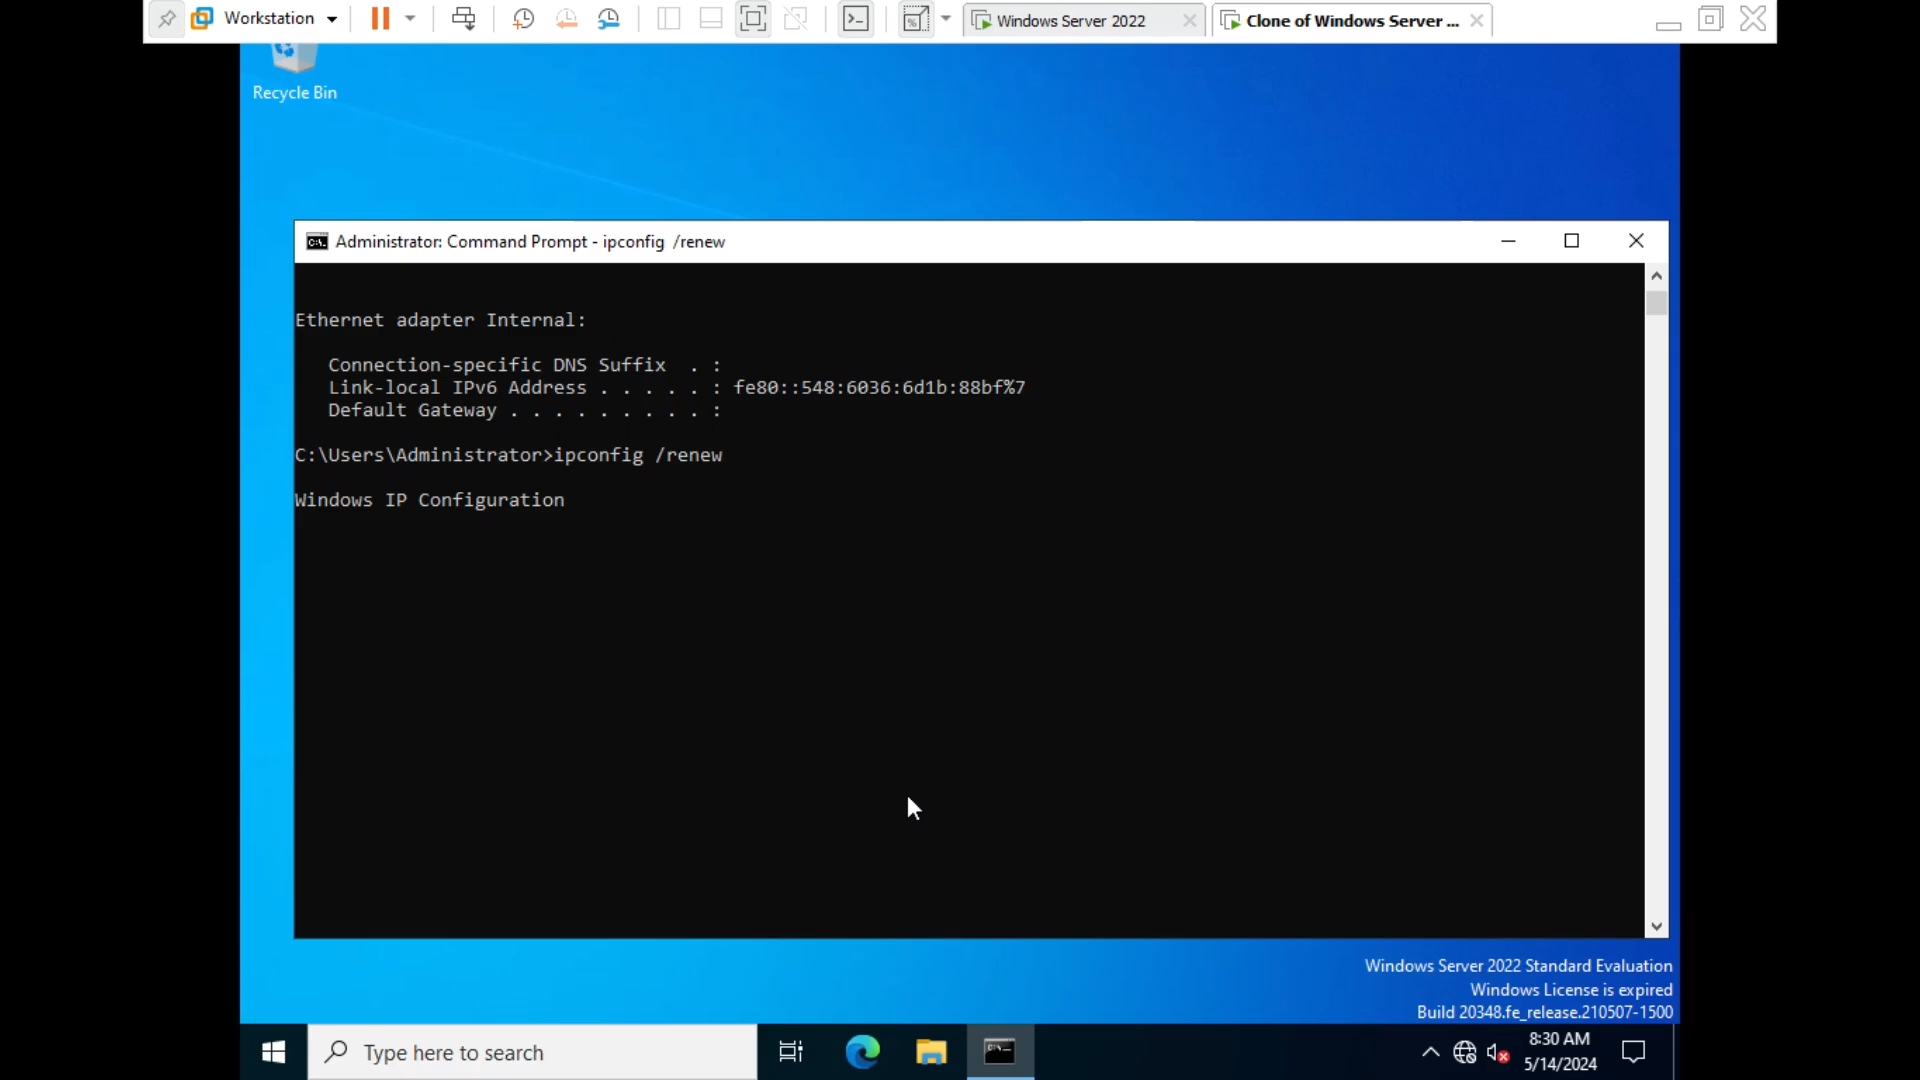 Workstation
Windows Server 2022
Clone of Windows Server ...
Recycle Bin
Administrator: Command Prompt - ipconfig /renew
Ethernet adapter Internal:
Connection-specific DNS Suffix . :
Link-local IPv6 Address . . . . . : fe80::548:6036:6d1b:88bf%7
Default Gateway . . . . . . . . . :
C:\Users\Administrator>ipconfig /renew
Windows IP Configuration
Windows Server 2022 Standard Evaluation
Windows License is expired
Build 20348.fe_release.210507-1500
Type here to search
8:30 AM
5/14/2024